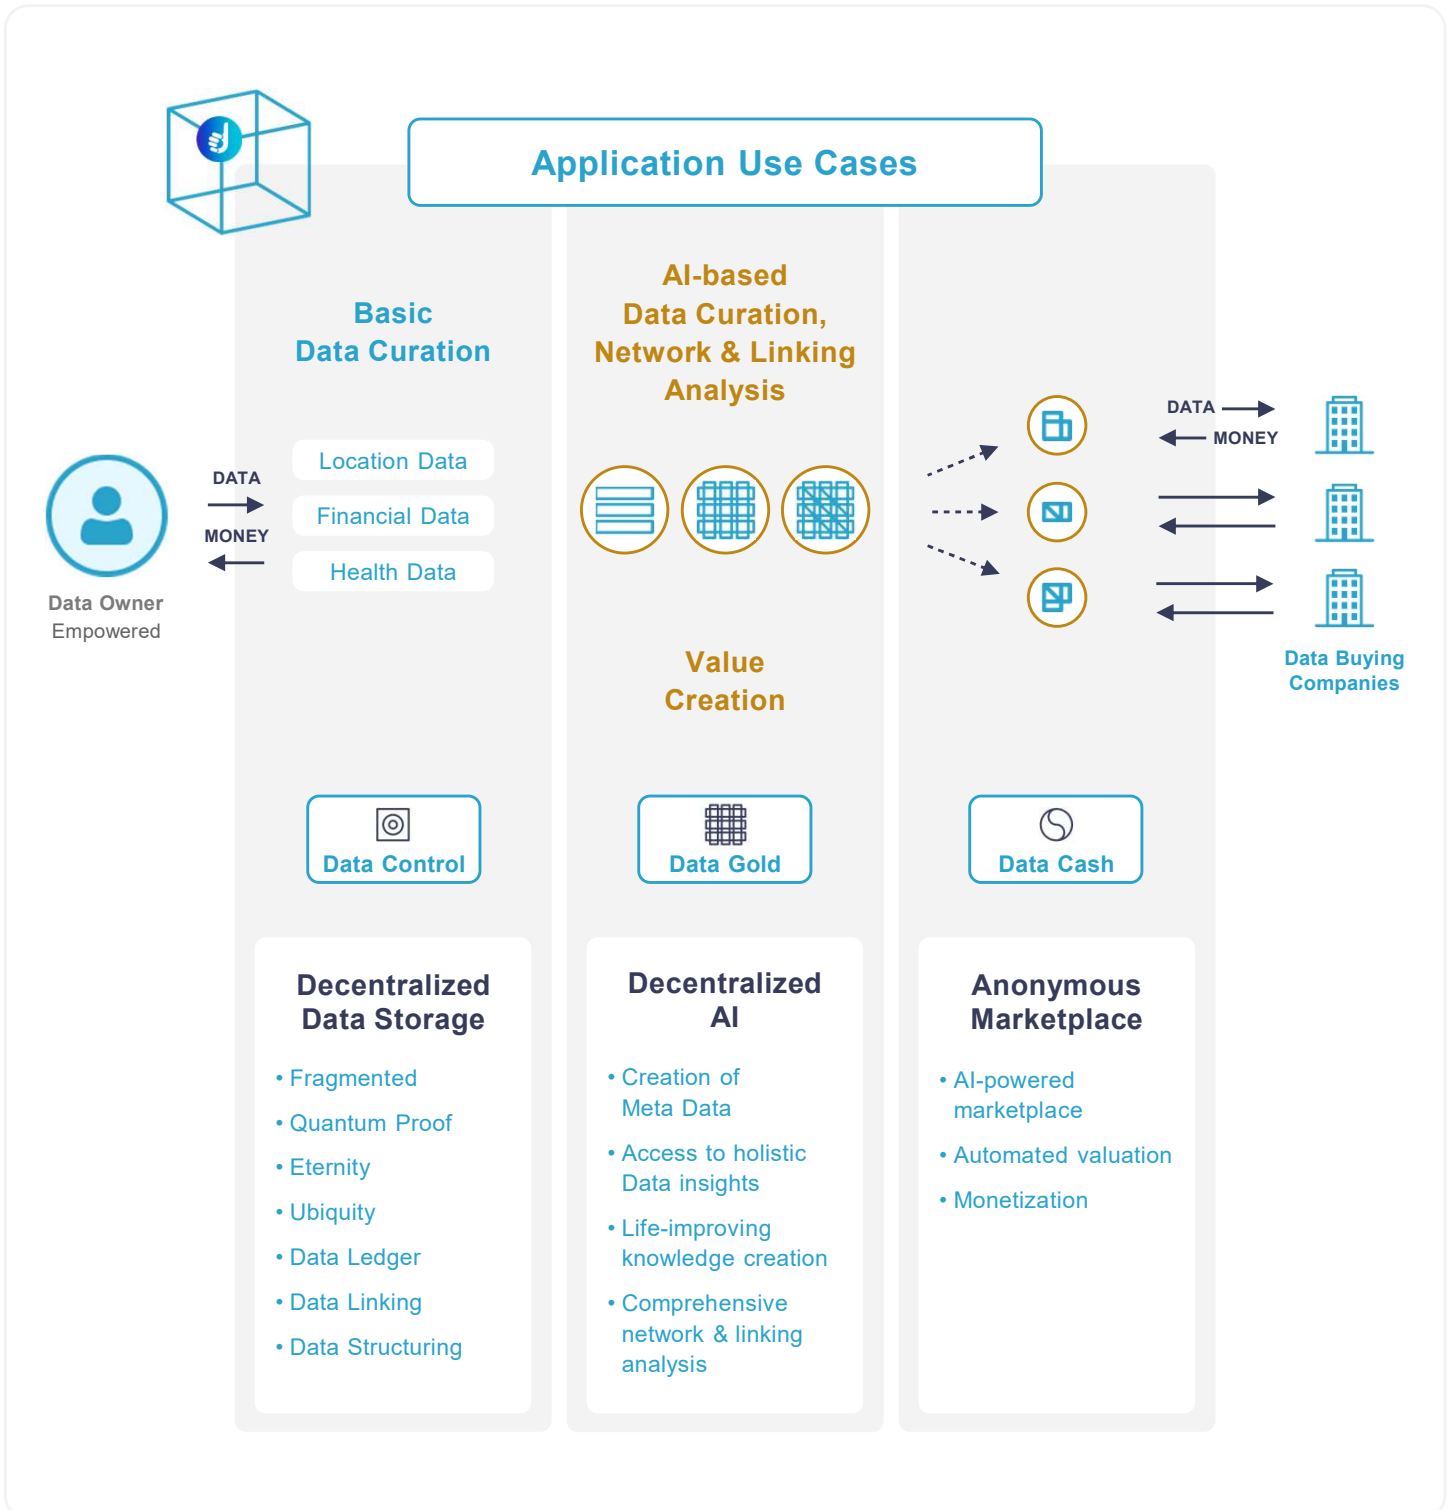 Application Use Cases
Basic
Data Curation
AI-based
Data Curation,
Network & Linking
Analysis
Location Data
Financial Data
Health Data
DATA
MONEY
Data Owner
Empowered
Value
Creation
DATA
MONEY
Data Buying
Companies
Data Control
Data Gold
Data Cash
Decentralized
Data Storage
• Fragmented
• Quantum Proof
• Eternity
• Ubiquity
• Data Ledger
• Data Linking
• Data Structuring
Decentralized
AI
• Creation of
Meta Data
• Access to holistic
Data insights
• Life-improving
knowledge creation
• Comprehensive
network & linking
analysis
Anonymous
Marketplace
• AI-powered
marketplace
• Automated valuation
• Monetization